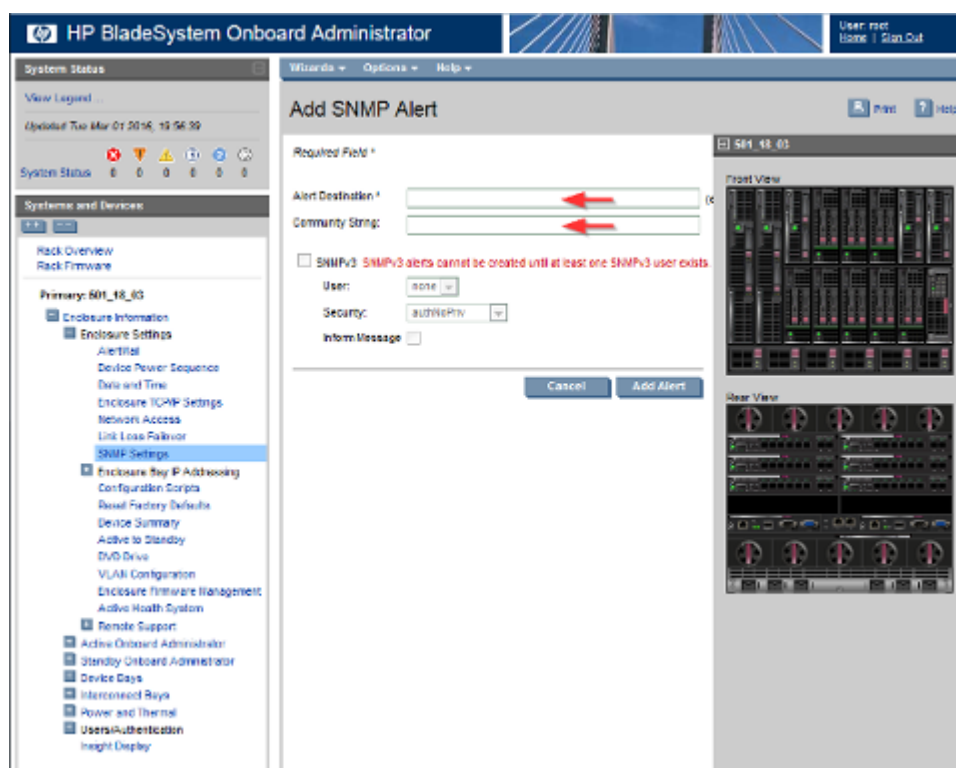 HP BladeSystem Onboard Administrator
User: root
Home | Sign Out
System Status
View Legend ...
Updated Tue Mar 01 2016, 19:56:39
System Status 0 0 0 0 0 0
Systems and Devices
Rack Overview
Rack Firmware
Primary: 501_18_03
Enclosure Information
Enclosure Settings
AlertMail
Device Power Sequence
Date and Time
Enclosure TCP/IP Settings
Network Access
Link Loss Failover
SNMP Settings
Enclosure Bay IP Addressing
Configuration Scripts
Reset Factory Defaults
Device Summary
Active to Standby
DVD Drive
VLAN Configuration
Enclosure Firmware Management
Active Health System
Remote Support
Active Onboard Administrator
Standby Onboard Administrator
Device Bays
Interconnect Bays
Power and Thermal
Users/Authentication
Insight Display
Wizards Options Help
Add SNMP Alert
Print Help
Required Field *
Alert Destination *
Community String:
SNMPv3 SNMPv3 alerts cannot be created until at least one SNMPv3 user exists.
User: none
Security: authNoPriv
Inform Message
Cancel Add Alert
Front View
Rear View